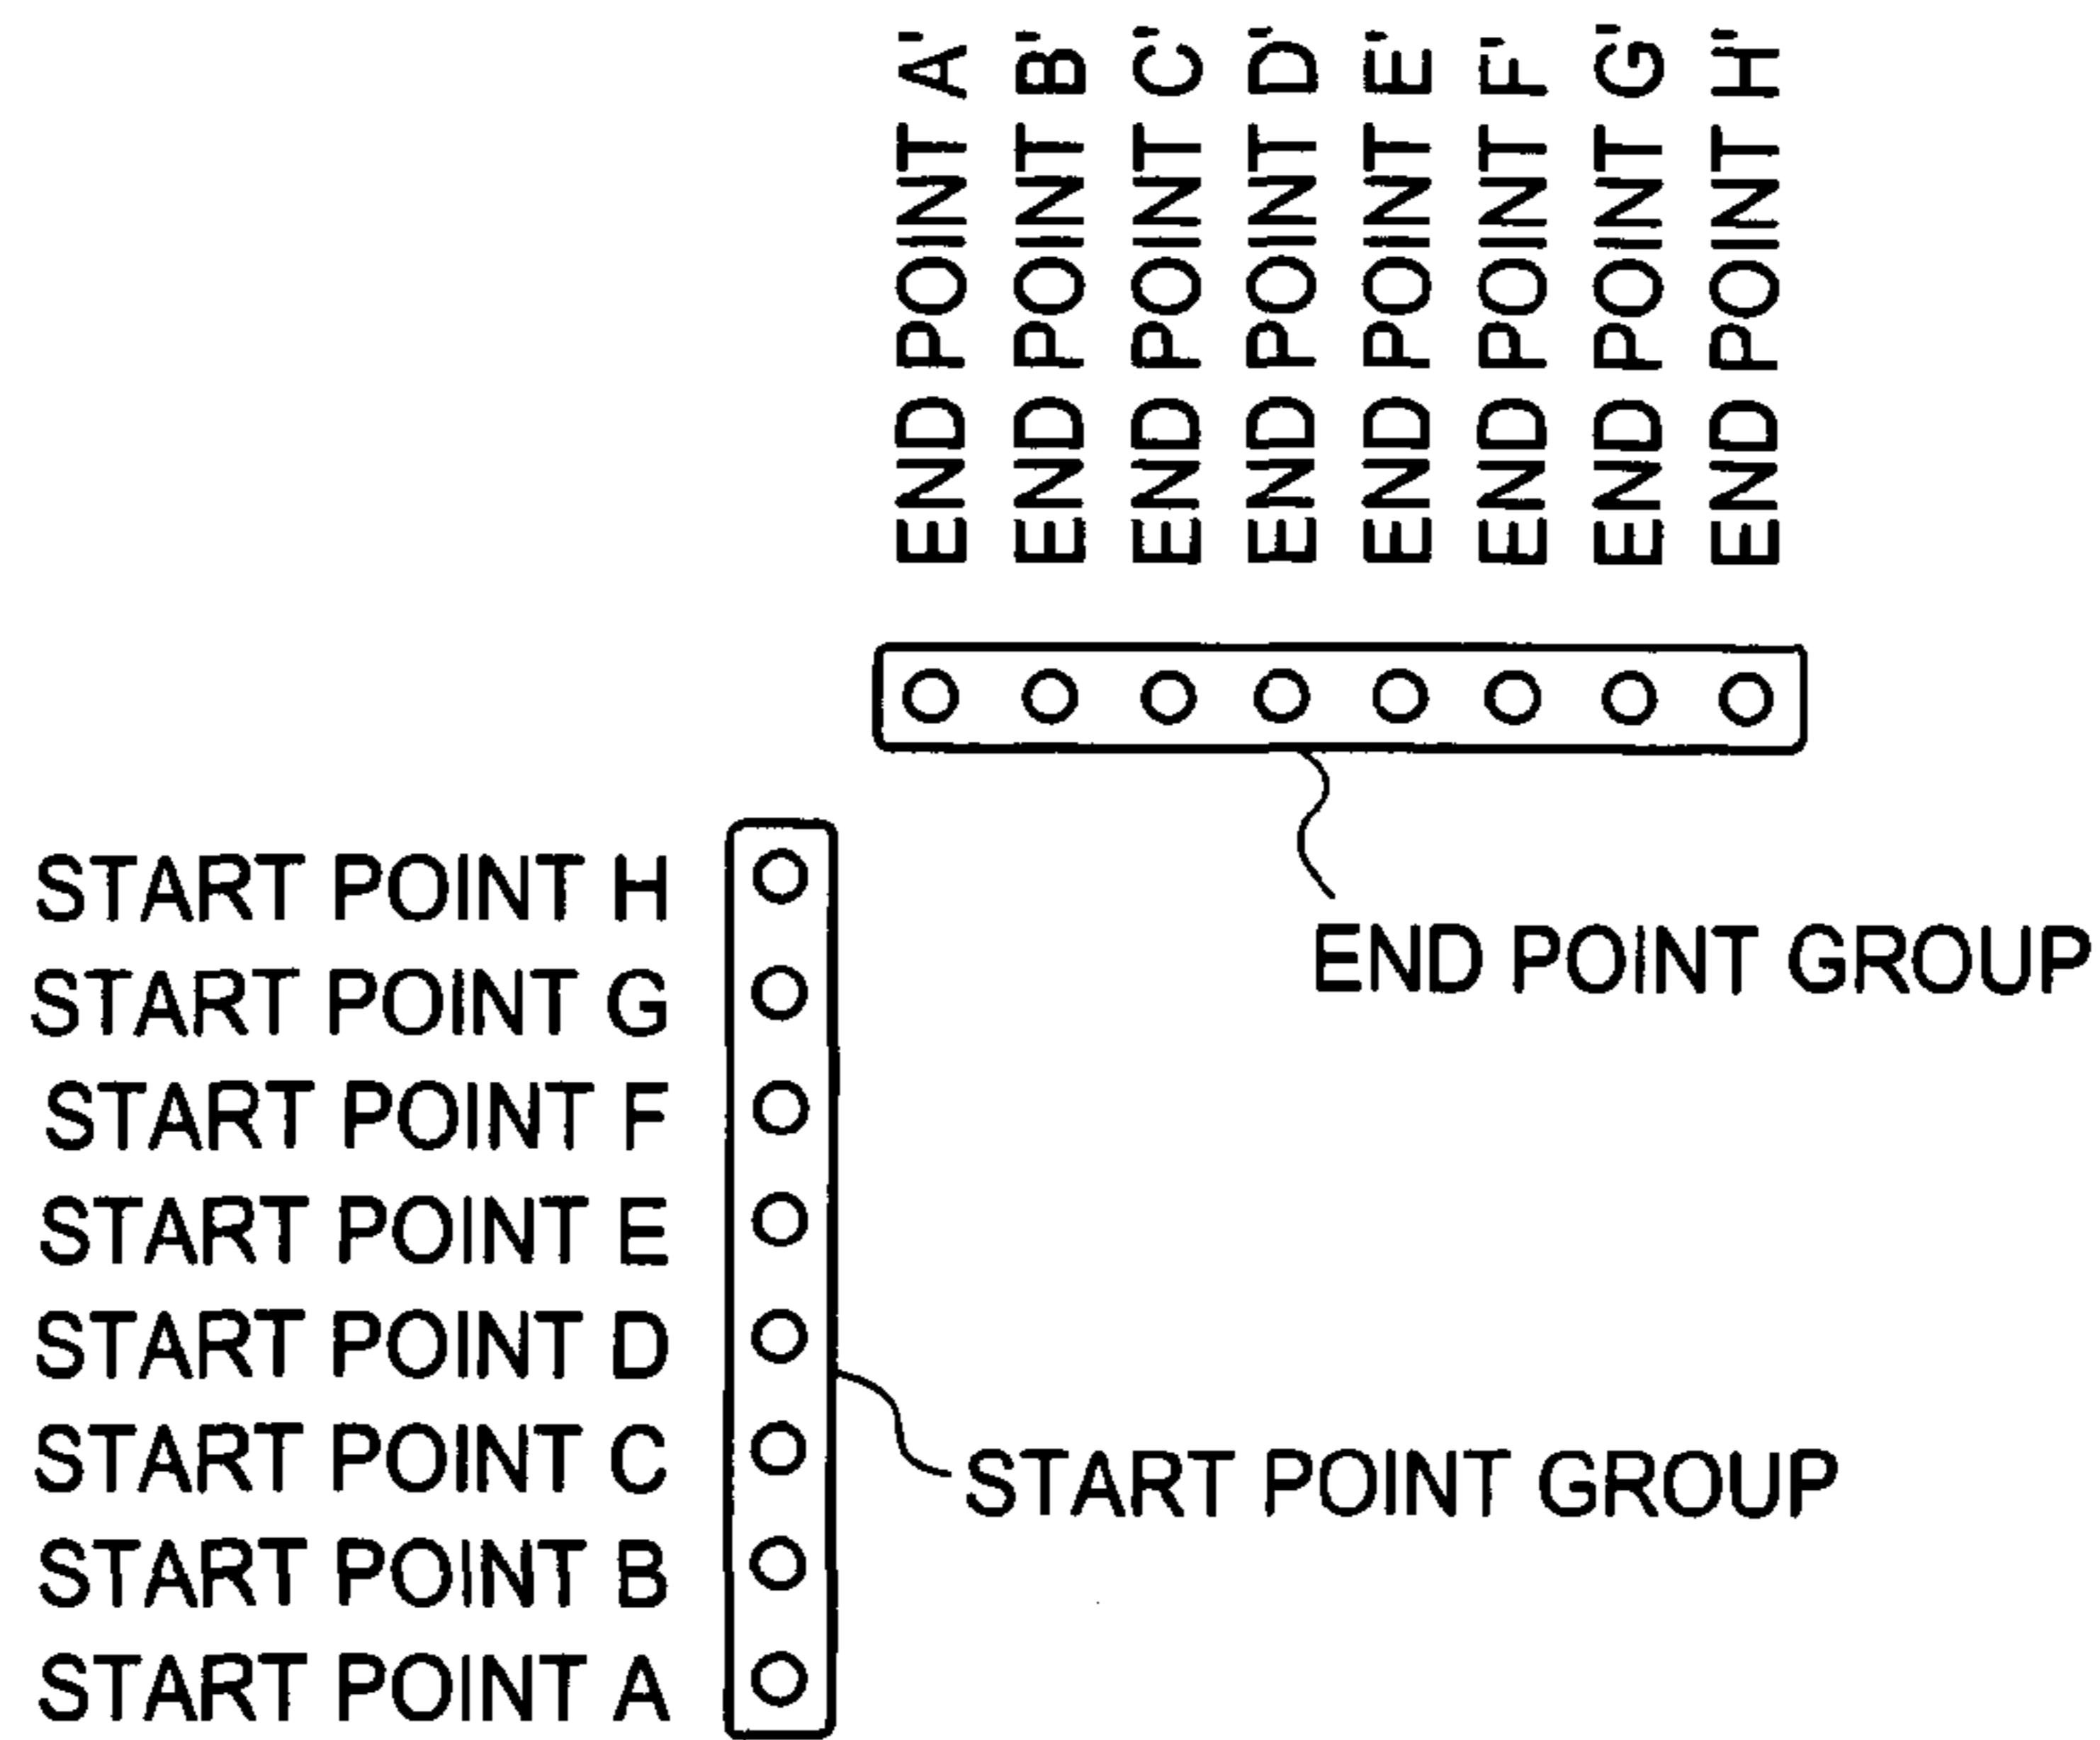 END POINT A'
END POINT B'
END POINT C'
END POINT D'
END POINT E'
END POINT F'
END POINT G'
END POINT H'
END POINT GROUP
START POINT H
START POINT G
START POINT F
START POINT E
START POINT D
START POINT C
START POINT GROUP
START POINT B
START POINT A